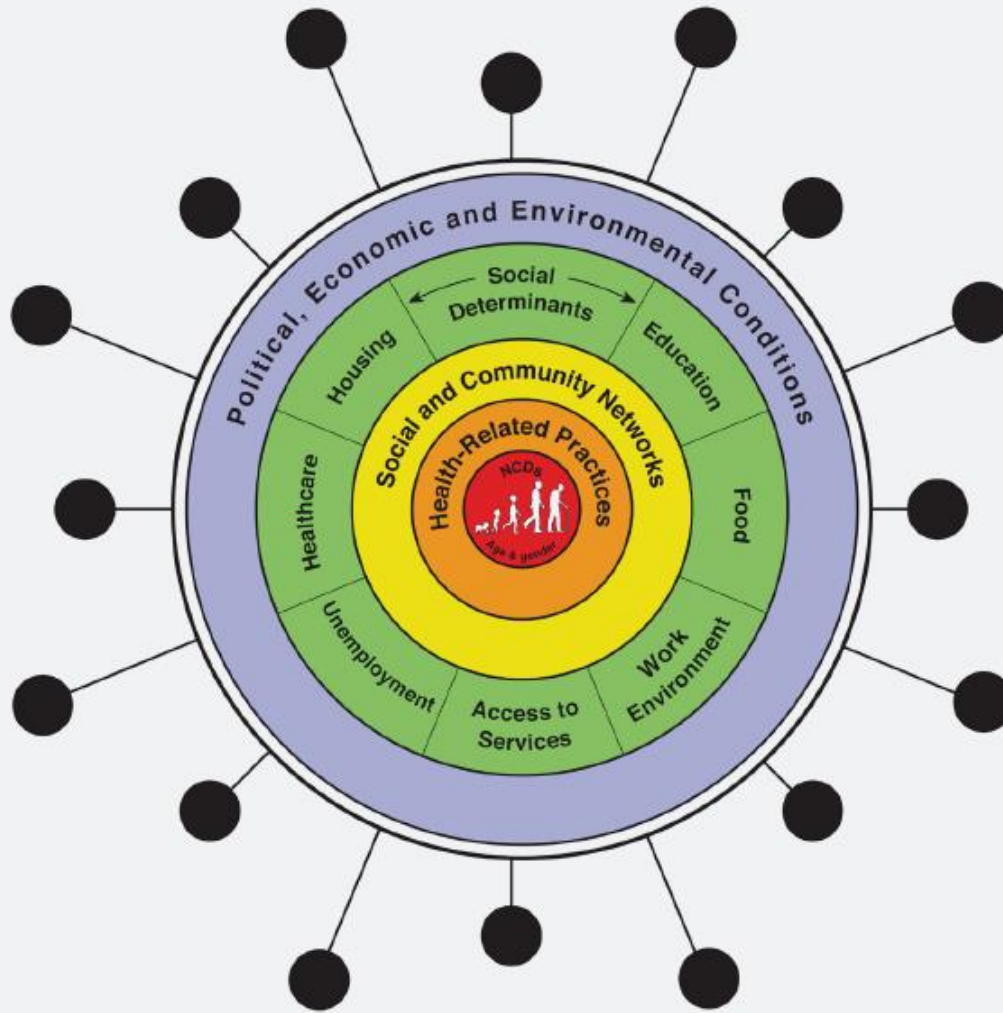 Political, Economic and Environmental Conditions
Social
Determinants
Education
Food
Work
Environment
Access to
Services
Unemployment
Healthcare
Housing
Social and Community Networks
Health-Related Practices
NCDs
Age & gender